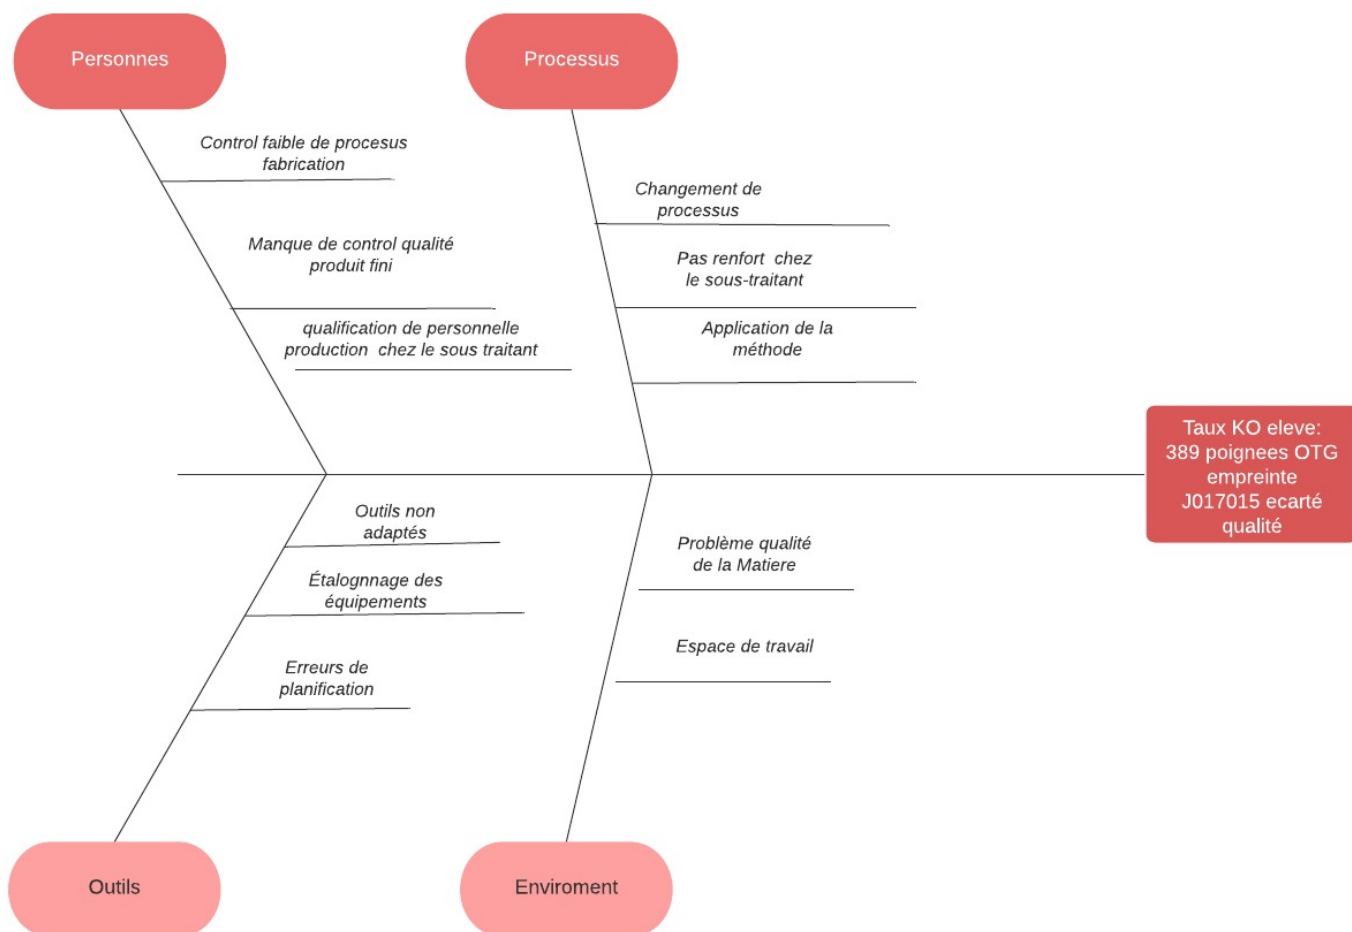 Personnes
Processus
Control faible de procesus
fabrication
Manque de control qualité
produit fini
qualification de personnelle
production chez le sous traitant
Changement de
processus
Pas renfort chez
le sous-traitant
Application de la
méthode
Taux KO eleve:
389 poignees OTG
empreinte
J017015 ecarté
qualité
Outils non
adaptés
Étalognnage des
équipements
Erreurs de
planification
Problème qualité
de la Matiere
Espace de travail
Outils
Enviroment